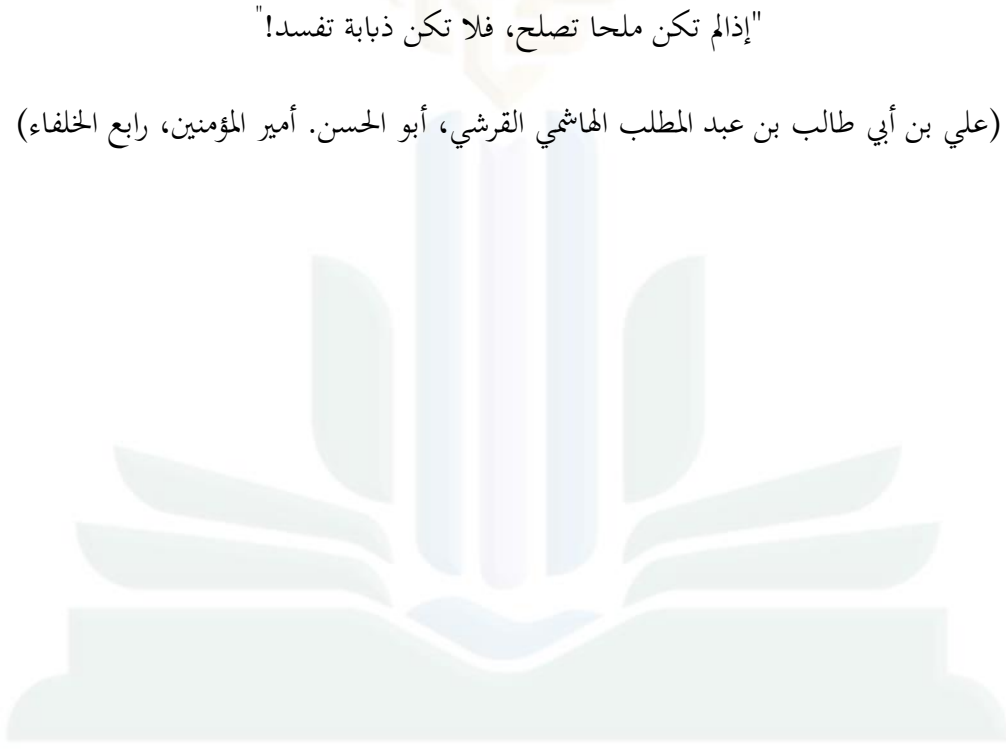 "إذالم تكن ملحا تصلح، فلا تكن ذبابة تفسد!"
(علي بن أبي طالب بن عبد المطلب الهاشمي القرشي، أبو الحسن. أمير المؤمنين، رابع الخلفاء)